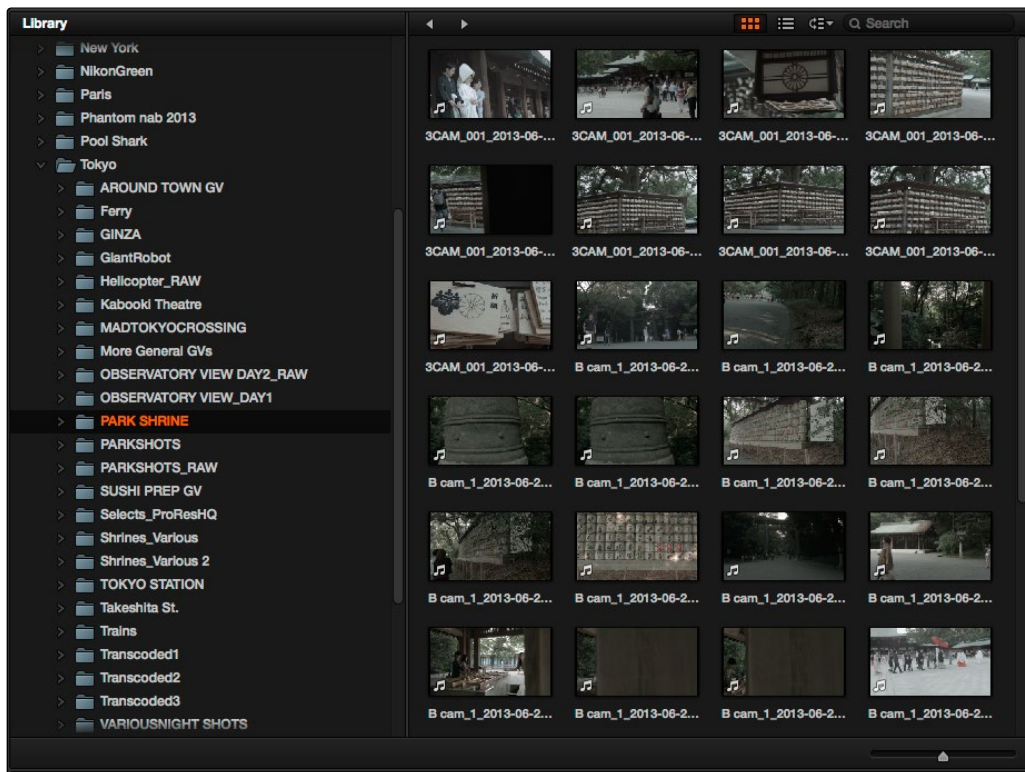 Library
Search
New York
NikonGreen
Paris
Phantom nab 2013
Pool Shark
Tokyo
AROUND TOWN GV
Ferry
GINZA
GiantRobot
Helicopter_RAW
Kabooki Theatre
MADTOKYOCROSSING
More General GVs
OBSERVATORY VIEW DAY2_RAW
OBSERVATORY VIEW_DAY1
PARK SHRINE
PARKSHOTS
PARKSHOTS_RAW
SUSHI PREP GV
Selects_ProResHQ
Shrines_Various
Shrines_Various 2
TOKYO STATION
Takeshita St.
Trains
Transcoded1
Transcoded2
Transcoded3
VARIOUSNIGHT SHOTS
3CAM_001_2013-06-... 3CAM_001_2013-06-... 3CAM_001_2013-06-... 3CAM_001_2013-06-...
3CAM_001_2013-06-... 3CAM_001_2013-06-... 3CAM_001_2013-06-... 3CAM_001_2013-06-...
3CAM_001_2013-06-... B cam_1_2013-06-2... B cam_1_2013-06-2... B cam_1_2013-06-2...
B cam_1_2013-06-2... B cam_1_2013-06-2... B cam_1_2013-06-2... B cam_1_2013-06-2...
B cam_1_2013-06-2... B cam_1_2013-06-2... B cam_1_2013-06-2... B cam_1_2013-06-2...
B cam_1_2013-06-2... B cam_1_2013-06-2... B cam_1_2013-06-2... B cam_1_2013-06-2...